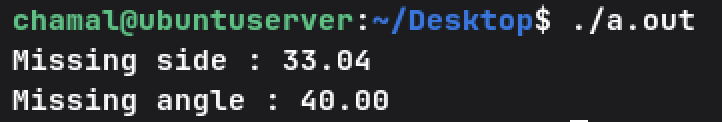 chamal@ubuntuserver:~/Desktop$ ./a.out
Missing side : 33.04
Missing angle : 40.00